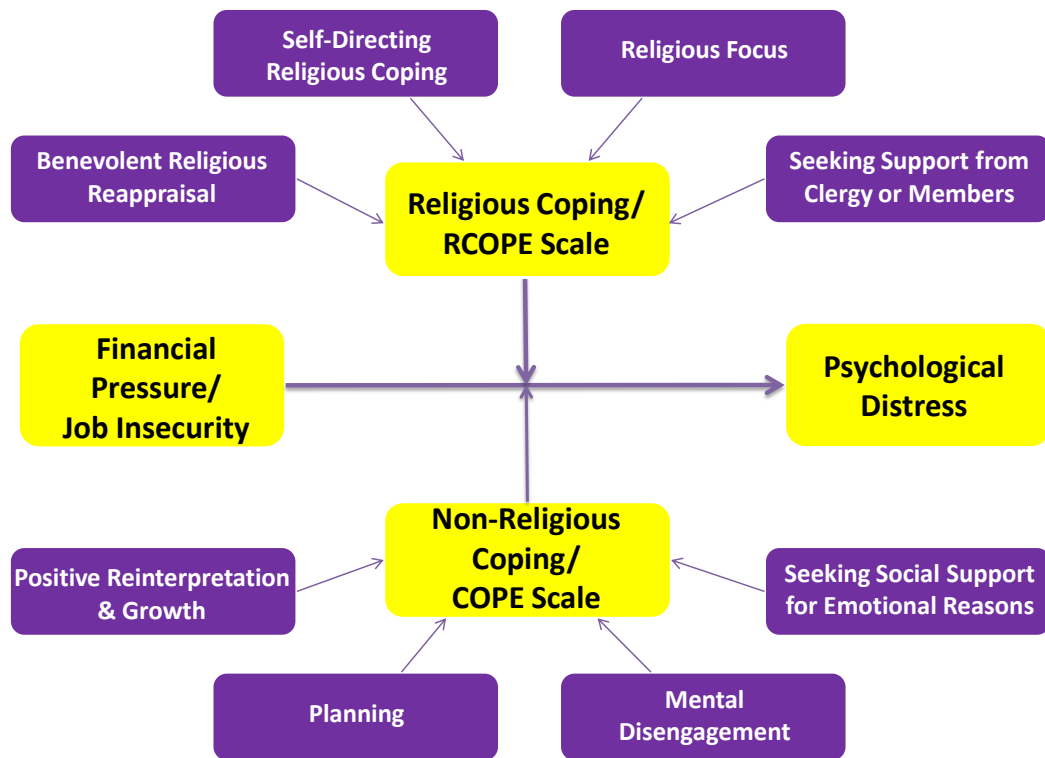 Self-Directing
Religious Coping
Religious Focus
Benevolent Religious
Reappraisal
Religious Coping/
RCOPE Scale
Seeking Support from
Clergy or Members
Financial
Pressure/
Job Insecurity
Psychological
Distress
Non-Religious
Coping/
COPE Scale
Positive Reinterpretation
& Growth
Seeking Social Support
for Emotional Reasons
Planning
Mental
Disengagement